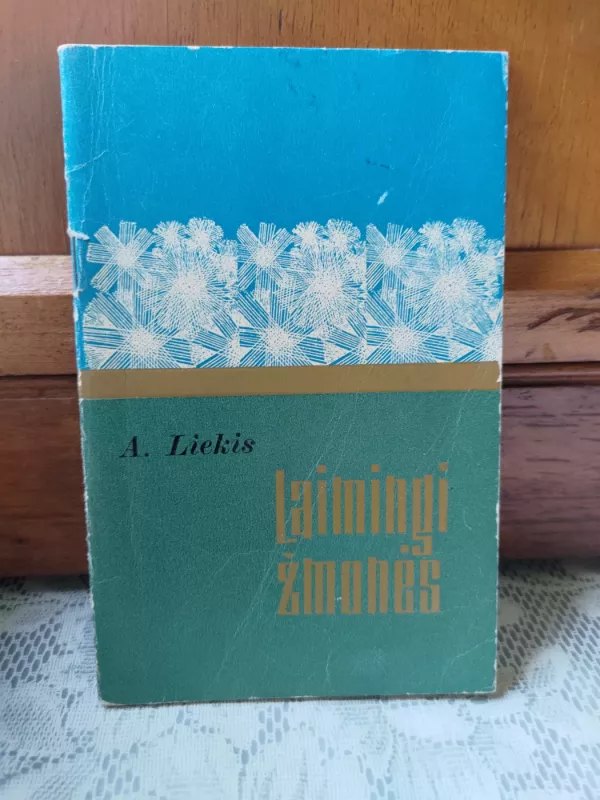 A. Liekis
Laimingi
žmonės